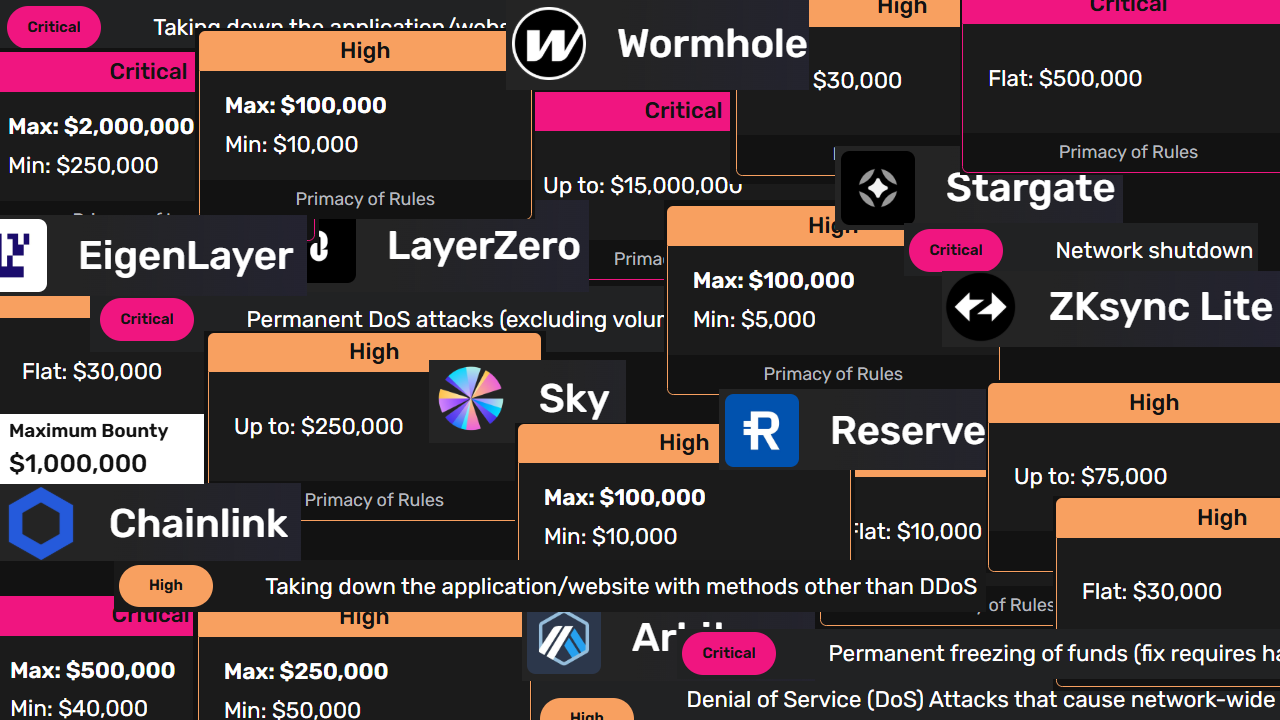 Critical
Taking down the application/webs
High
Critical
Wormhole
Critical
High
Max: $100,000
Min: $10,000
$30,000
Flat: $500,000
Max: $2,000,000
Min: $250,000
Critical
Primacy of Rules
Primacy of Rules
Up to: $15,000,000
Stargate
EigenLayer
LayerZero
High
Critical
Network shutdown
Max: $100,000
Min: $5,000
ZKsync Lite
Critical
Permanent DoS attacks (excluding
High
Flat: $30,000
Primacy of Rules
Sky
High
Up to: $250,000
Maximum Bounty
$1,000,000
Reserve
High
Up to: $75,000
Primacy of Rules
Max: $100,000
Min: $10,000
Chainlink
Flat: $10,000
High
High
Taking down the application/website with methods other than DDoS
Flat: $30,000
of Rules
Critical
High
Max: $500,000
Min: $40,000
Max: $250,000
Min: $50,000
Critical
Permanent freezing of funds (fix requires
Denial of Service (DoS) Attacks that cause network-wide
High